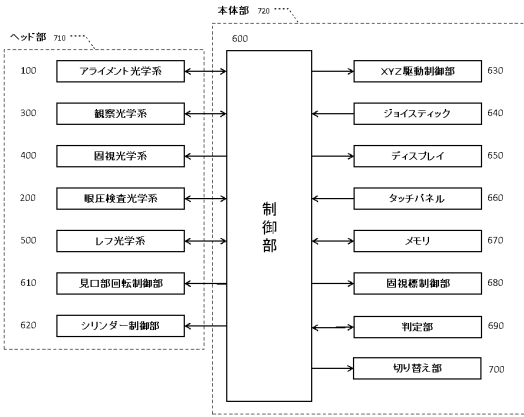 本体部 720
ヘッド部 710
600
100 アライメント光学系
300 観察光学系
400 固視光学系
200 眼圧検査光学系
500 レフ光学系
610 見口部回転制御部
620 シリンダー制御部
制御部
XYZ駆動制御部 630
ジョイスティック 640
ディスプレイ 650
タッチパネル 660
メモリ 670
固視標制御部 680
判定部 690
切り替え部 700